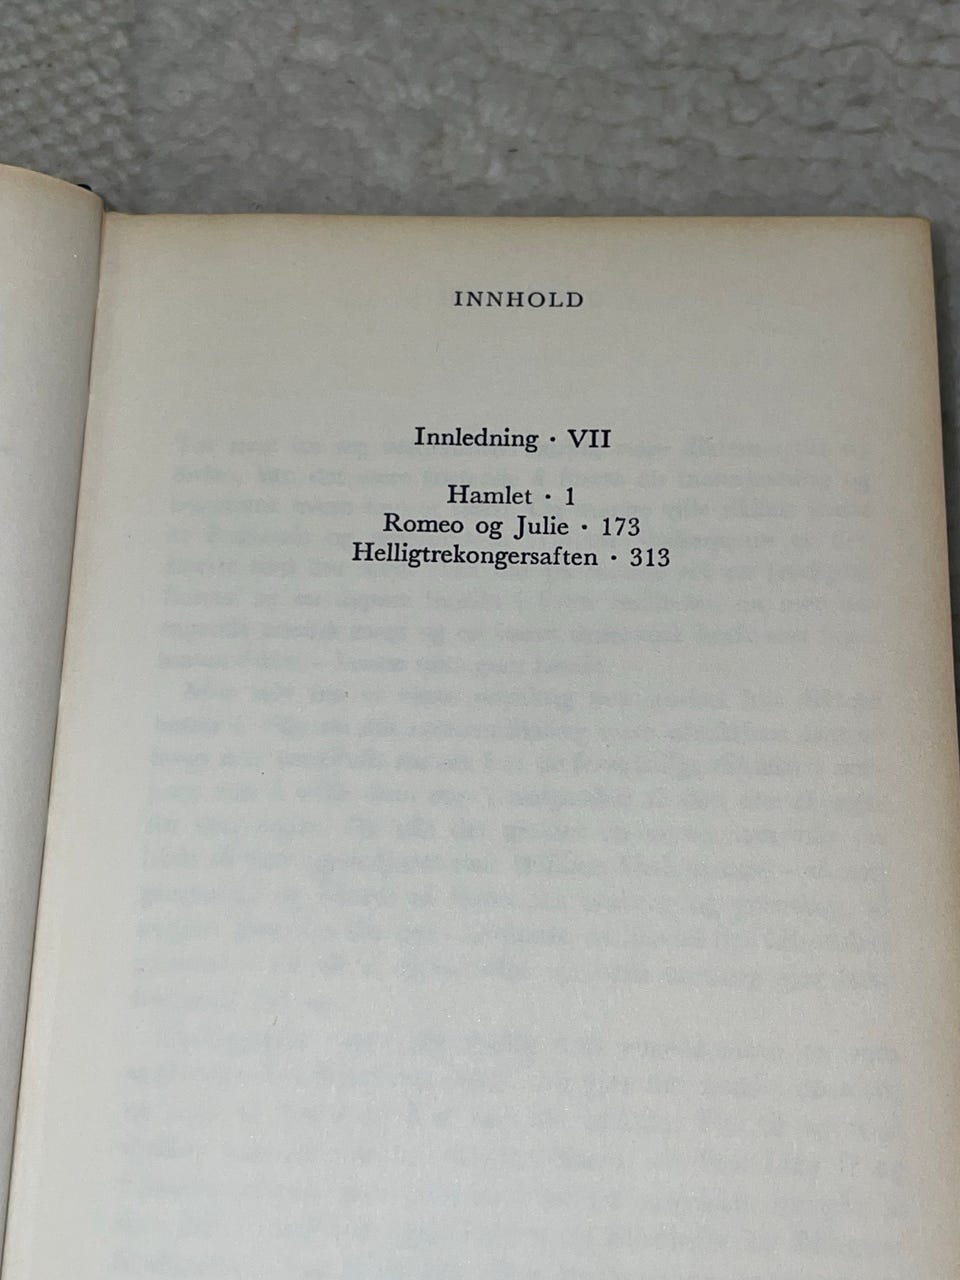 INNHOLD
Innledning · VII
Hamlet · 1
Romeo og Julie · 173
Helligtrekongersaften · 313